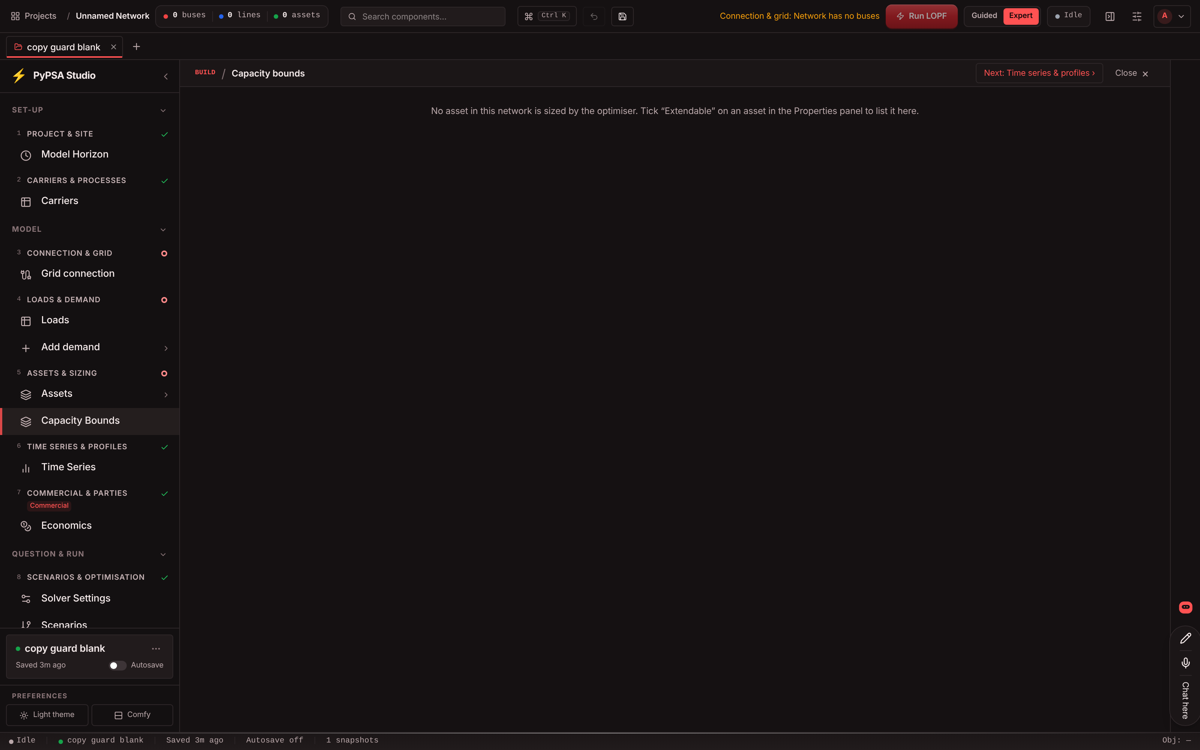 Projects / Unnamed Network 0 buses 0 lines 0 assets Search components... ⌘ Ctrl K Connection & grid: Network has no buses Run LOPF Guided Expert Idle A
copy guard blank × +
PyPSA Studio
BUILD / Capacity bounds Next: Time series & profiles › Close ×
No asset in this network is sized by the optimiser. Tick “Extendable” on an asset in the Properties panel to list it here.
SET-UP
1 PROJECT & SITE
Model Horizon
2 CARRIERS & PROCESSES
Carriers
MODEL
3 CONNECTION & GRID
Grid connection
4 LOADS & DEMAND
Loads
Add demand
5 ASSETS & SIZING
Assets
Capacity Bounds
6 TIME SERIES & PROFILES
Time Series
7 COMMERCIAL & PARTIES
Commercial
Economics
QUESTION & RUN
8 SCENARIOS & OPTIMISATION
Solver Settings
Scenarios
copy guard blank ...
Saved 3m ago Autosave
PREFERENCES
Light theme Comfy
Chat here
Idle copy guard blank Saved 3m ago Autosave off 1 snapshots Obj: —